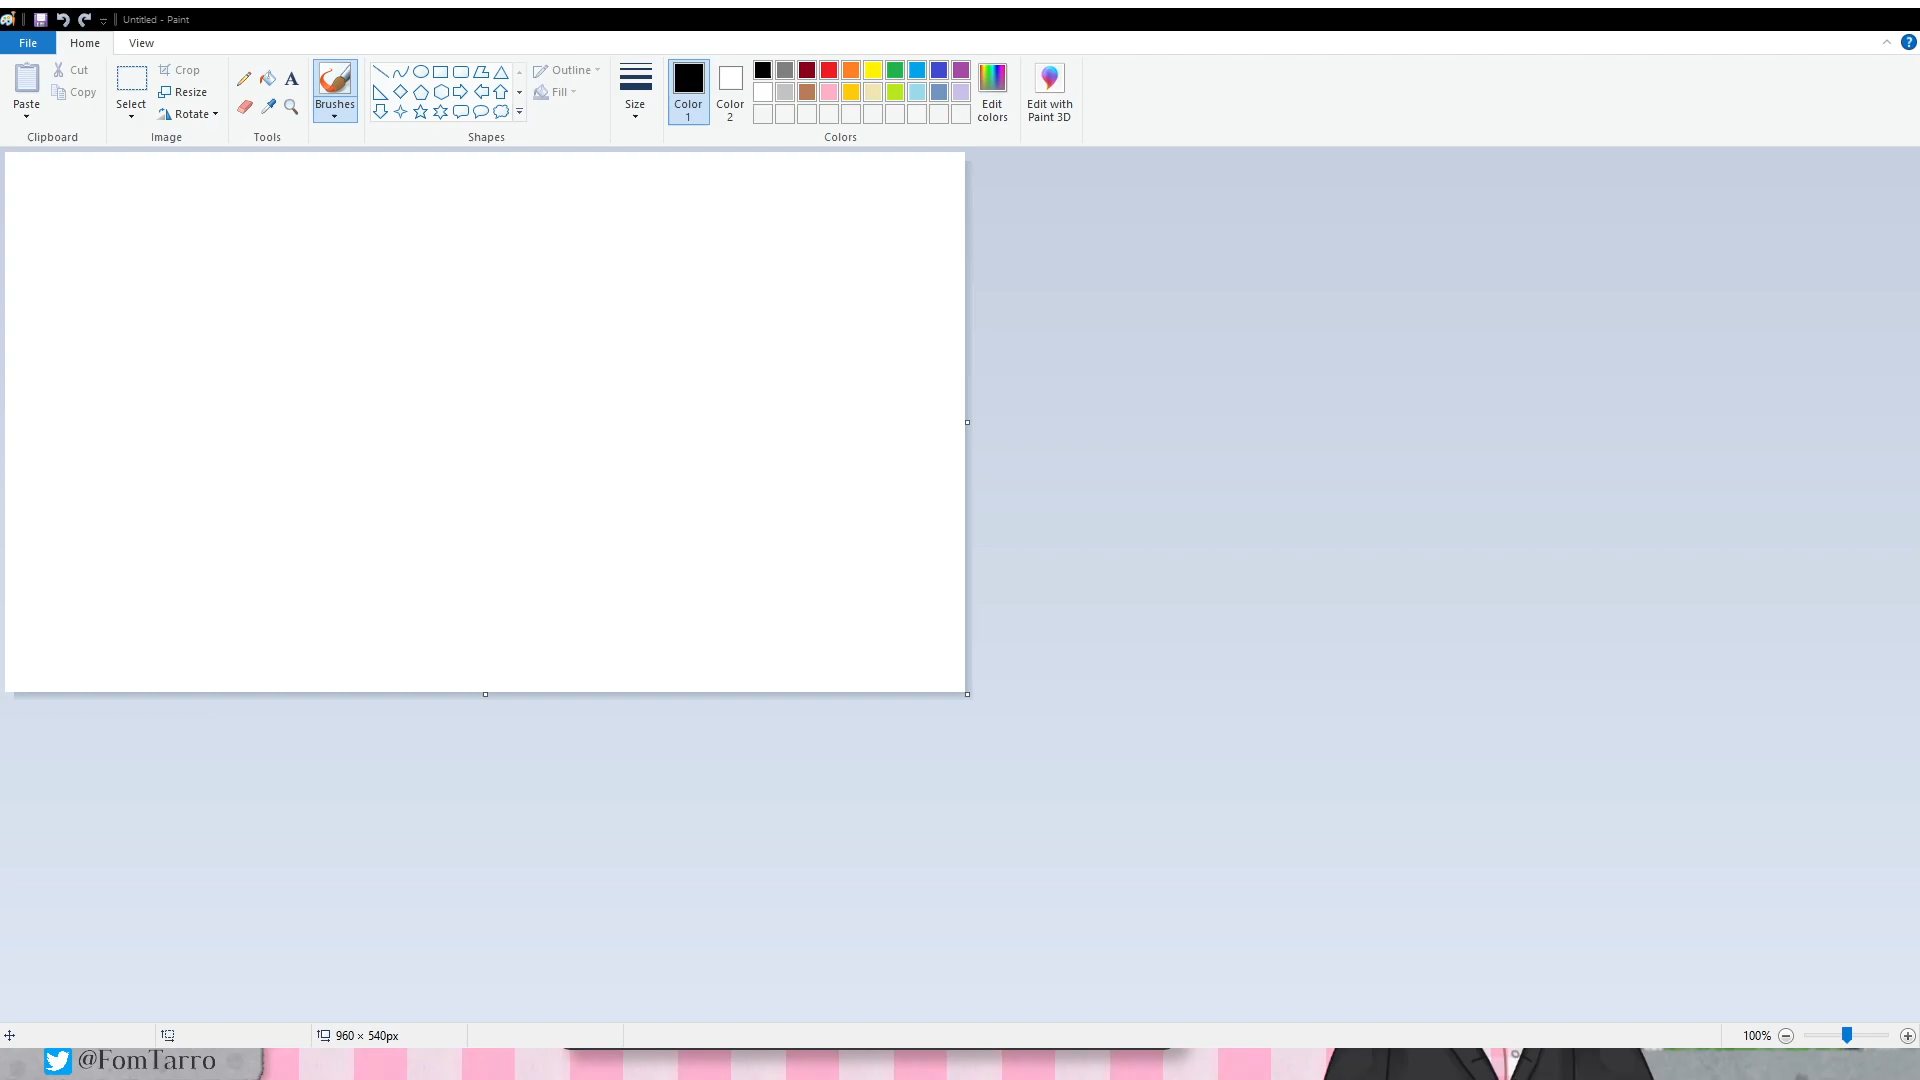 Untitled - Paint
File Home View
Paste
Cut
Copy
Clipboard
Select
Crop
Resize
Rotate
Image
A
Tools
Brushes
Shapes
Outline
Fill
Size
Color 1
Color 2
Colors
Edit colors
Edit with Paint 3D
960 × 540px
100%
@FomTarro